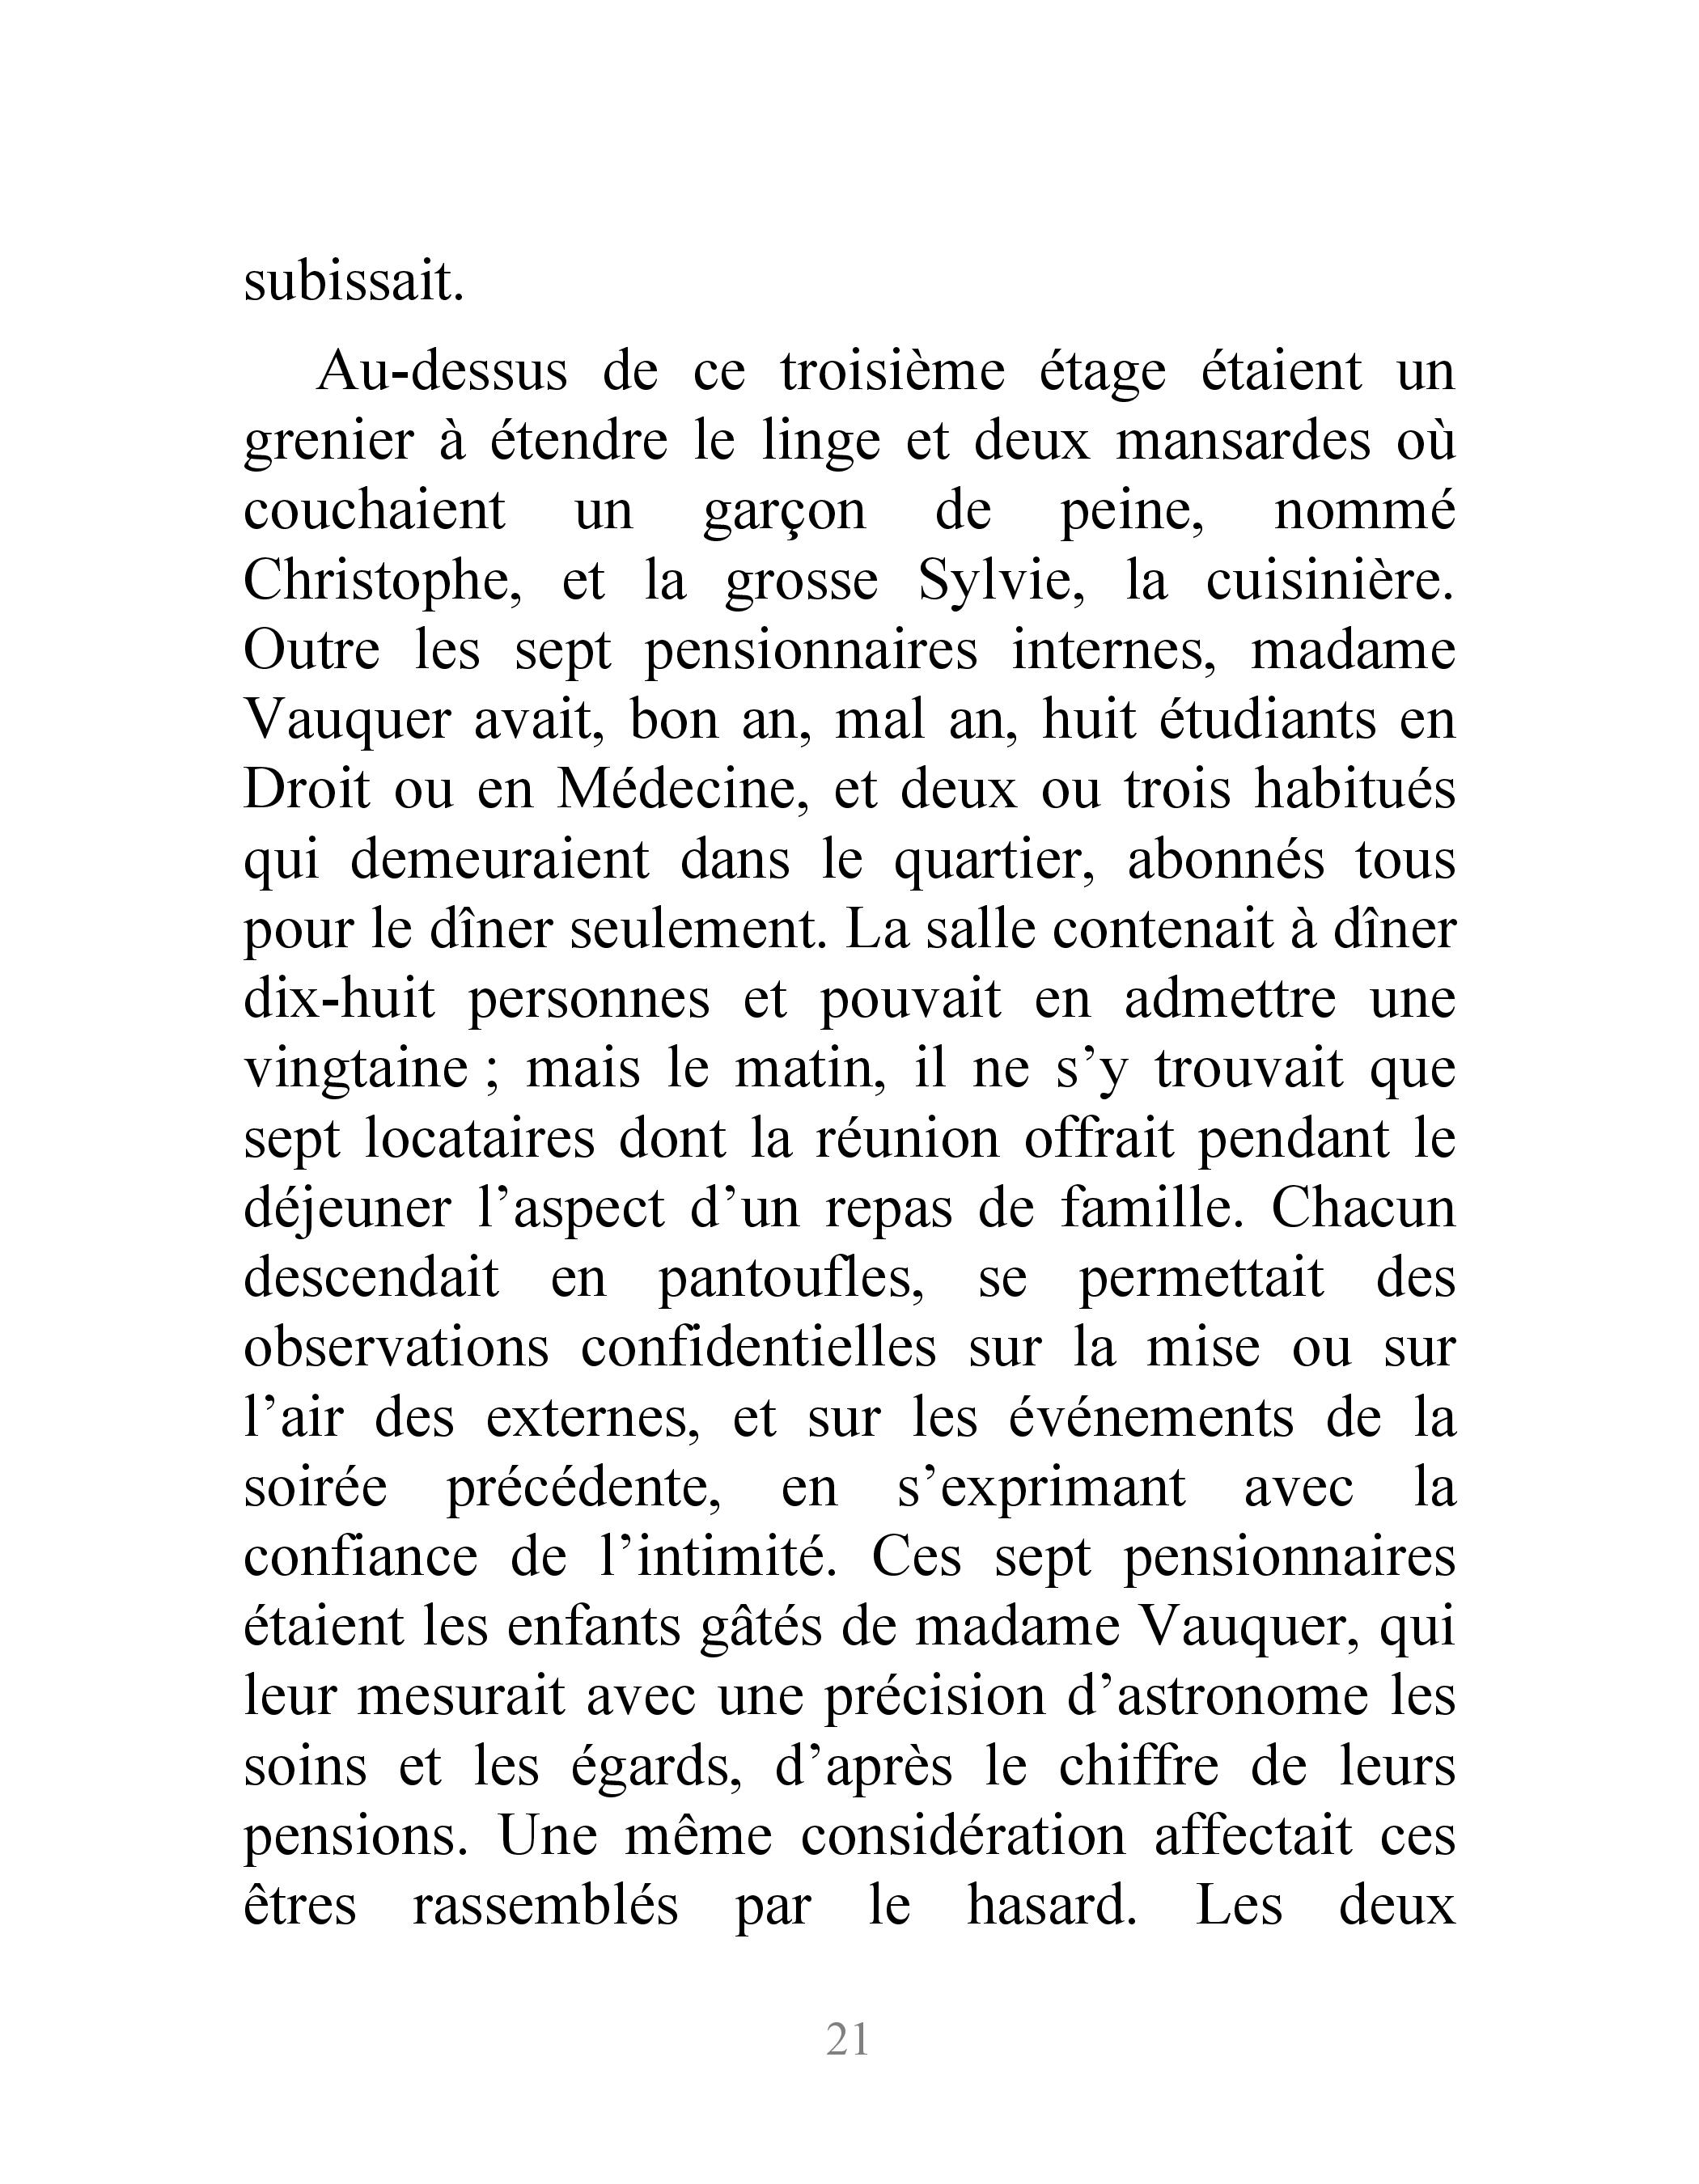 subissait.
Au-dessus de ce troisième étage étaient un
grenier à étendre le linge et deux mansardes où
couchaient un garçon de peine, nommé
Christophe, et la grosse Sylvie, la cuisinière.
Outre les sept pensionnaires internes, madame
Vauquer avait, bon an, mal an, huit étudiants en
Droit ou en Médecine, et deux ou trois habitués
qui demeuraient dans le quartier, abonnés tous
pour le dîner seulement. La salle contenait à dîner
dix-huit personnes et pouvait en admettre une
vingtaine ; mais le matin, il ne s’y trouvait que
sept locataires dont la réunion offrait pendant le
déjeuner l’aspect d’un repas de famille. Chacun
descendait en pantoufles, se permettait des
observations confidentielles sur la mise ou sur
l’air des externes, et sur les événements de la
soirée précédente, en s’exprimant avec la
confiance de l’intimité. Ces sept pensionnaires
étaient les enfants gâtés de madame Vauquer, qui
leur mesurait avec une précision d’astronome les
soins et les égards, d’après le chiffre de leurs
pensions. Une même considération affectait ces
êtres rassemblés par le hasard. Les deux
21